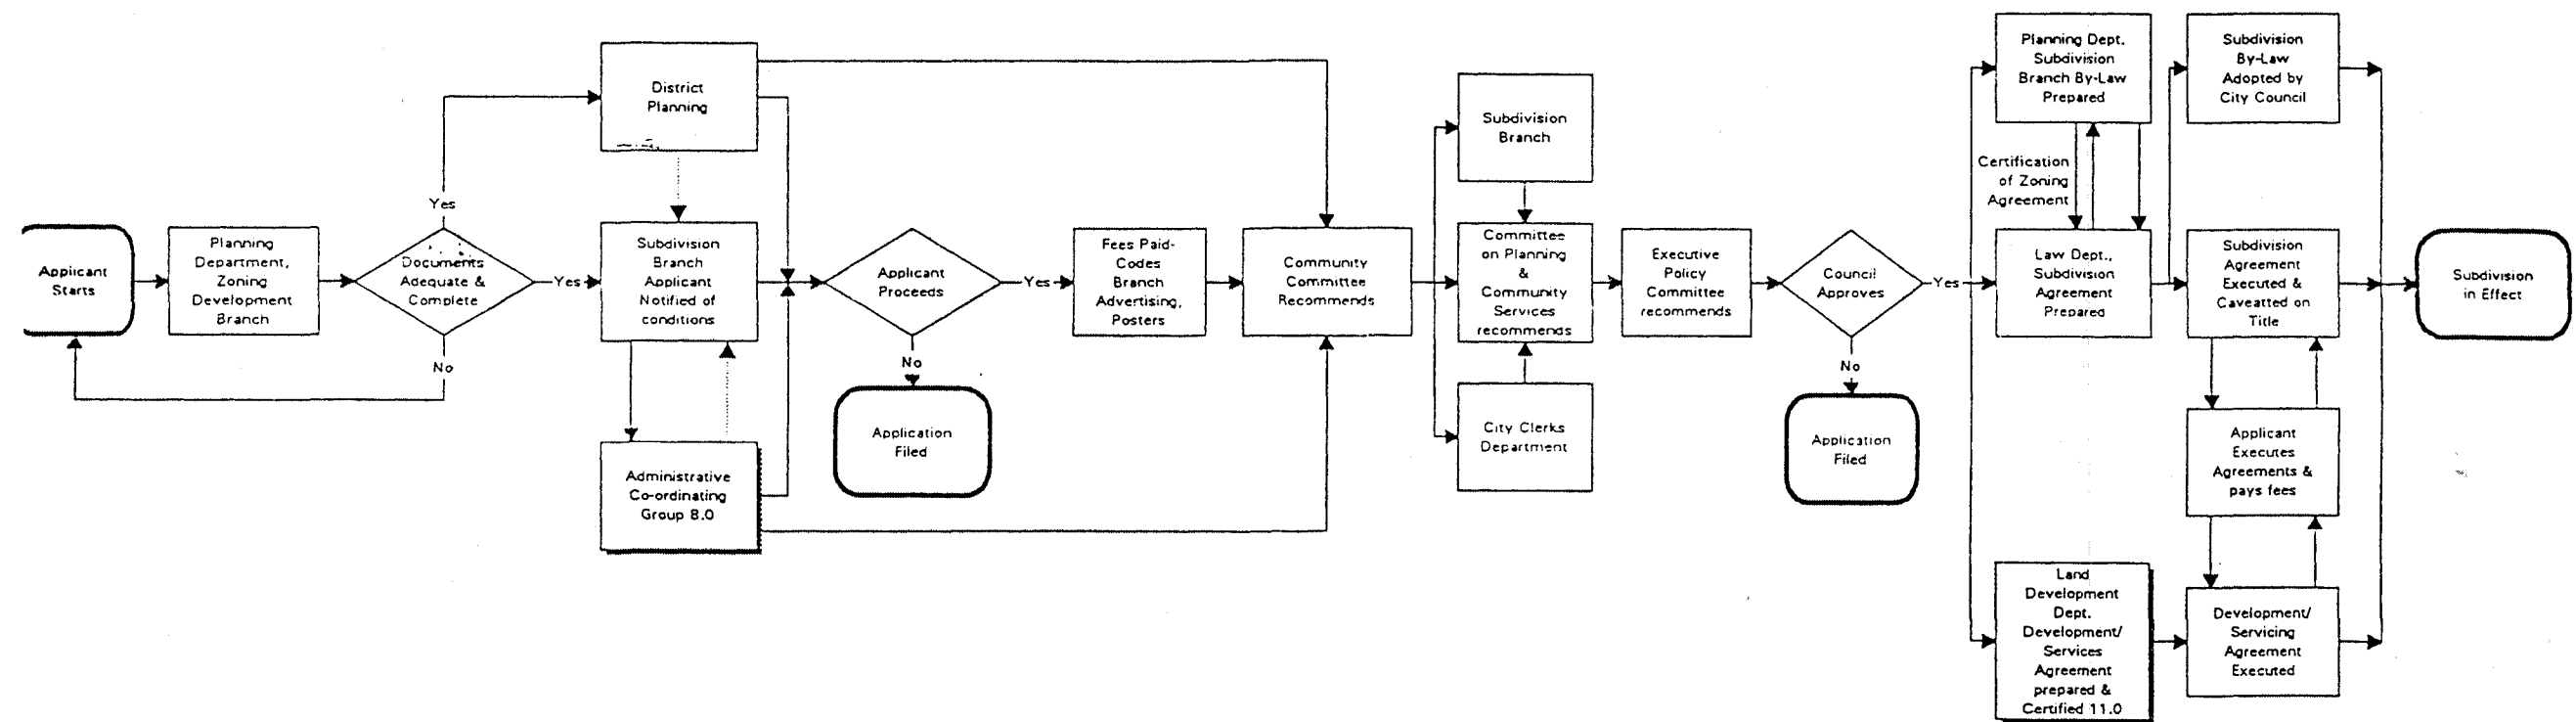 Applicant
Starts
Planning
Department,
Zoning
Development
Branch
Documents
Adequate &
Complete
Yes
Yes
No
District
Planning
Subdivision
Branch
Applicant
Notified of
conditions
Administrative
Co-ordinating
Group 8.0
Applicant
Proceeds
Yes
No
Application
Filed
Fees Paid-
Codes
Branch
Advertising,
Posters
Community
Committee
Recommends
Subdivision
Branch
Committee
on Planning
&
Community
Services
recommends
City Clerks
Department
Executive
Policy
Committee
recommends
Council
Approves
Yes
No
Application
Filed
Planning Dept.
Subdivision
Branch By-Law
Prepared
Certification
of Zoning
Agreement
Law Dept.,
Subdivision
Agreement
Prepared
Land
Development
Dept.
Development/
Services
Agreement
prepared &
Certified 11.0
Subdivision
By-Law
Adopted by
City Council
Subdivision
Agreement
Executed &
Caveatted on
Title
Applicant
Executes
Agreements &
pays fees
Development/
Servicing
Agreement
Executed
Subdivision
in Effect